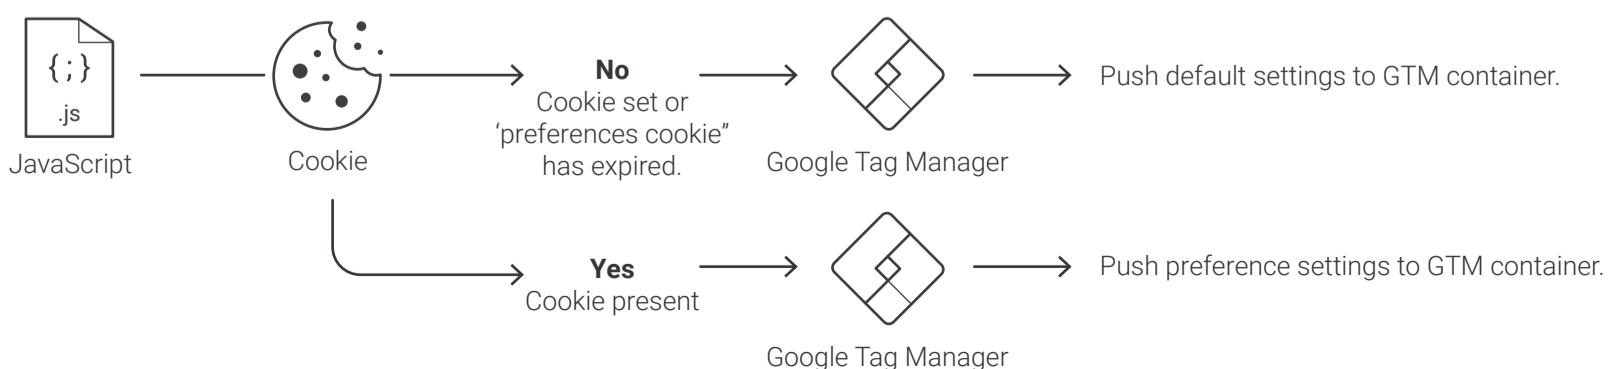 {;}
.js
JavaScript
Cookie
No
Cookie set or
‘preferences cookie”
has expired.
Google Tag Manager
Push default settings to GTM container.
Yes
Cookie present
Google Tag Manager
Push preference settings to GTM container.